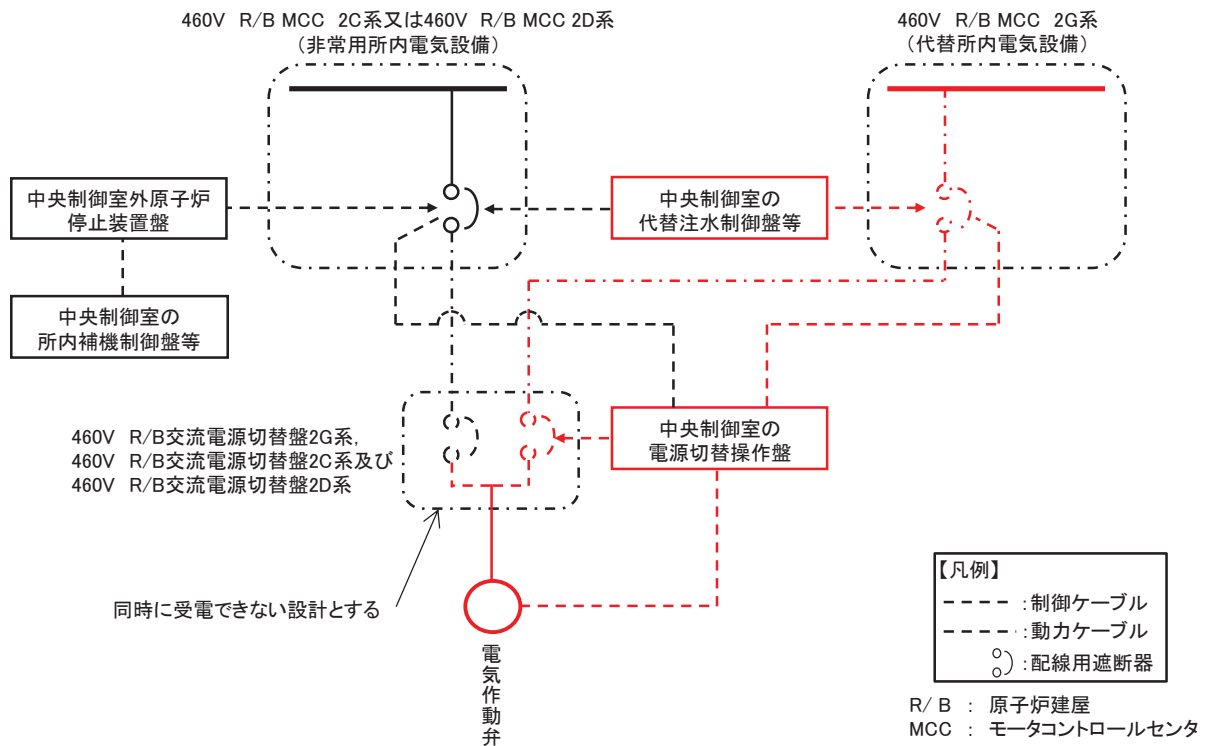 460V R/B MCC 2C系又は460V R/B MCC 2D系
（非常用所内電気設備）
460V R/B MCC 2G系
（代替所内電気設備）
中央制御室外原子炉
停止装置盤
中央制御室の
代替注水制御盤等
中央制御室の
所内補機制御盤等
460V R/B交流電源切替盤2G系,
460V R/B交流電源切替盤2C系及び
460V R/B交流電源切替盤2D系
中央制御室の
電源切替操作盤
同時に受電できない設計とする
電気作動弁
【凡例】
：制御ケーブル
：動力ケーブル
：配線用遮断器
R/ B ： 原子炉建屋
MCC ： モータコントロールセンタ